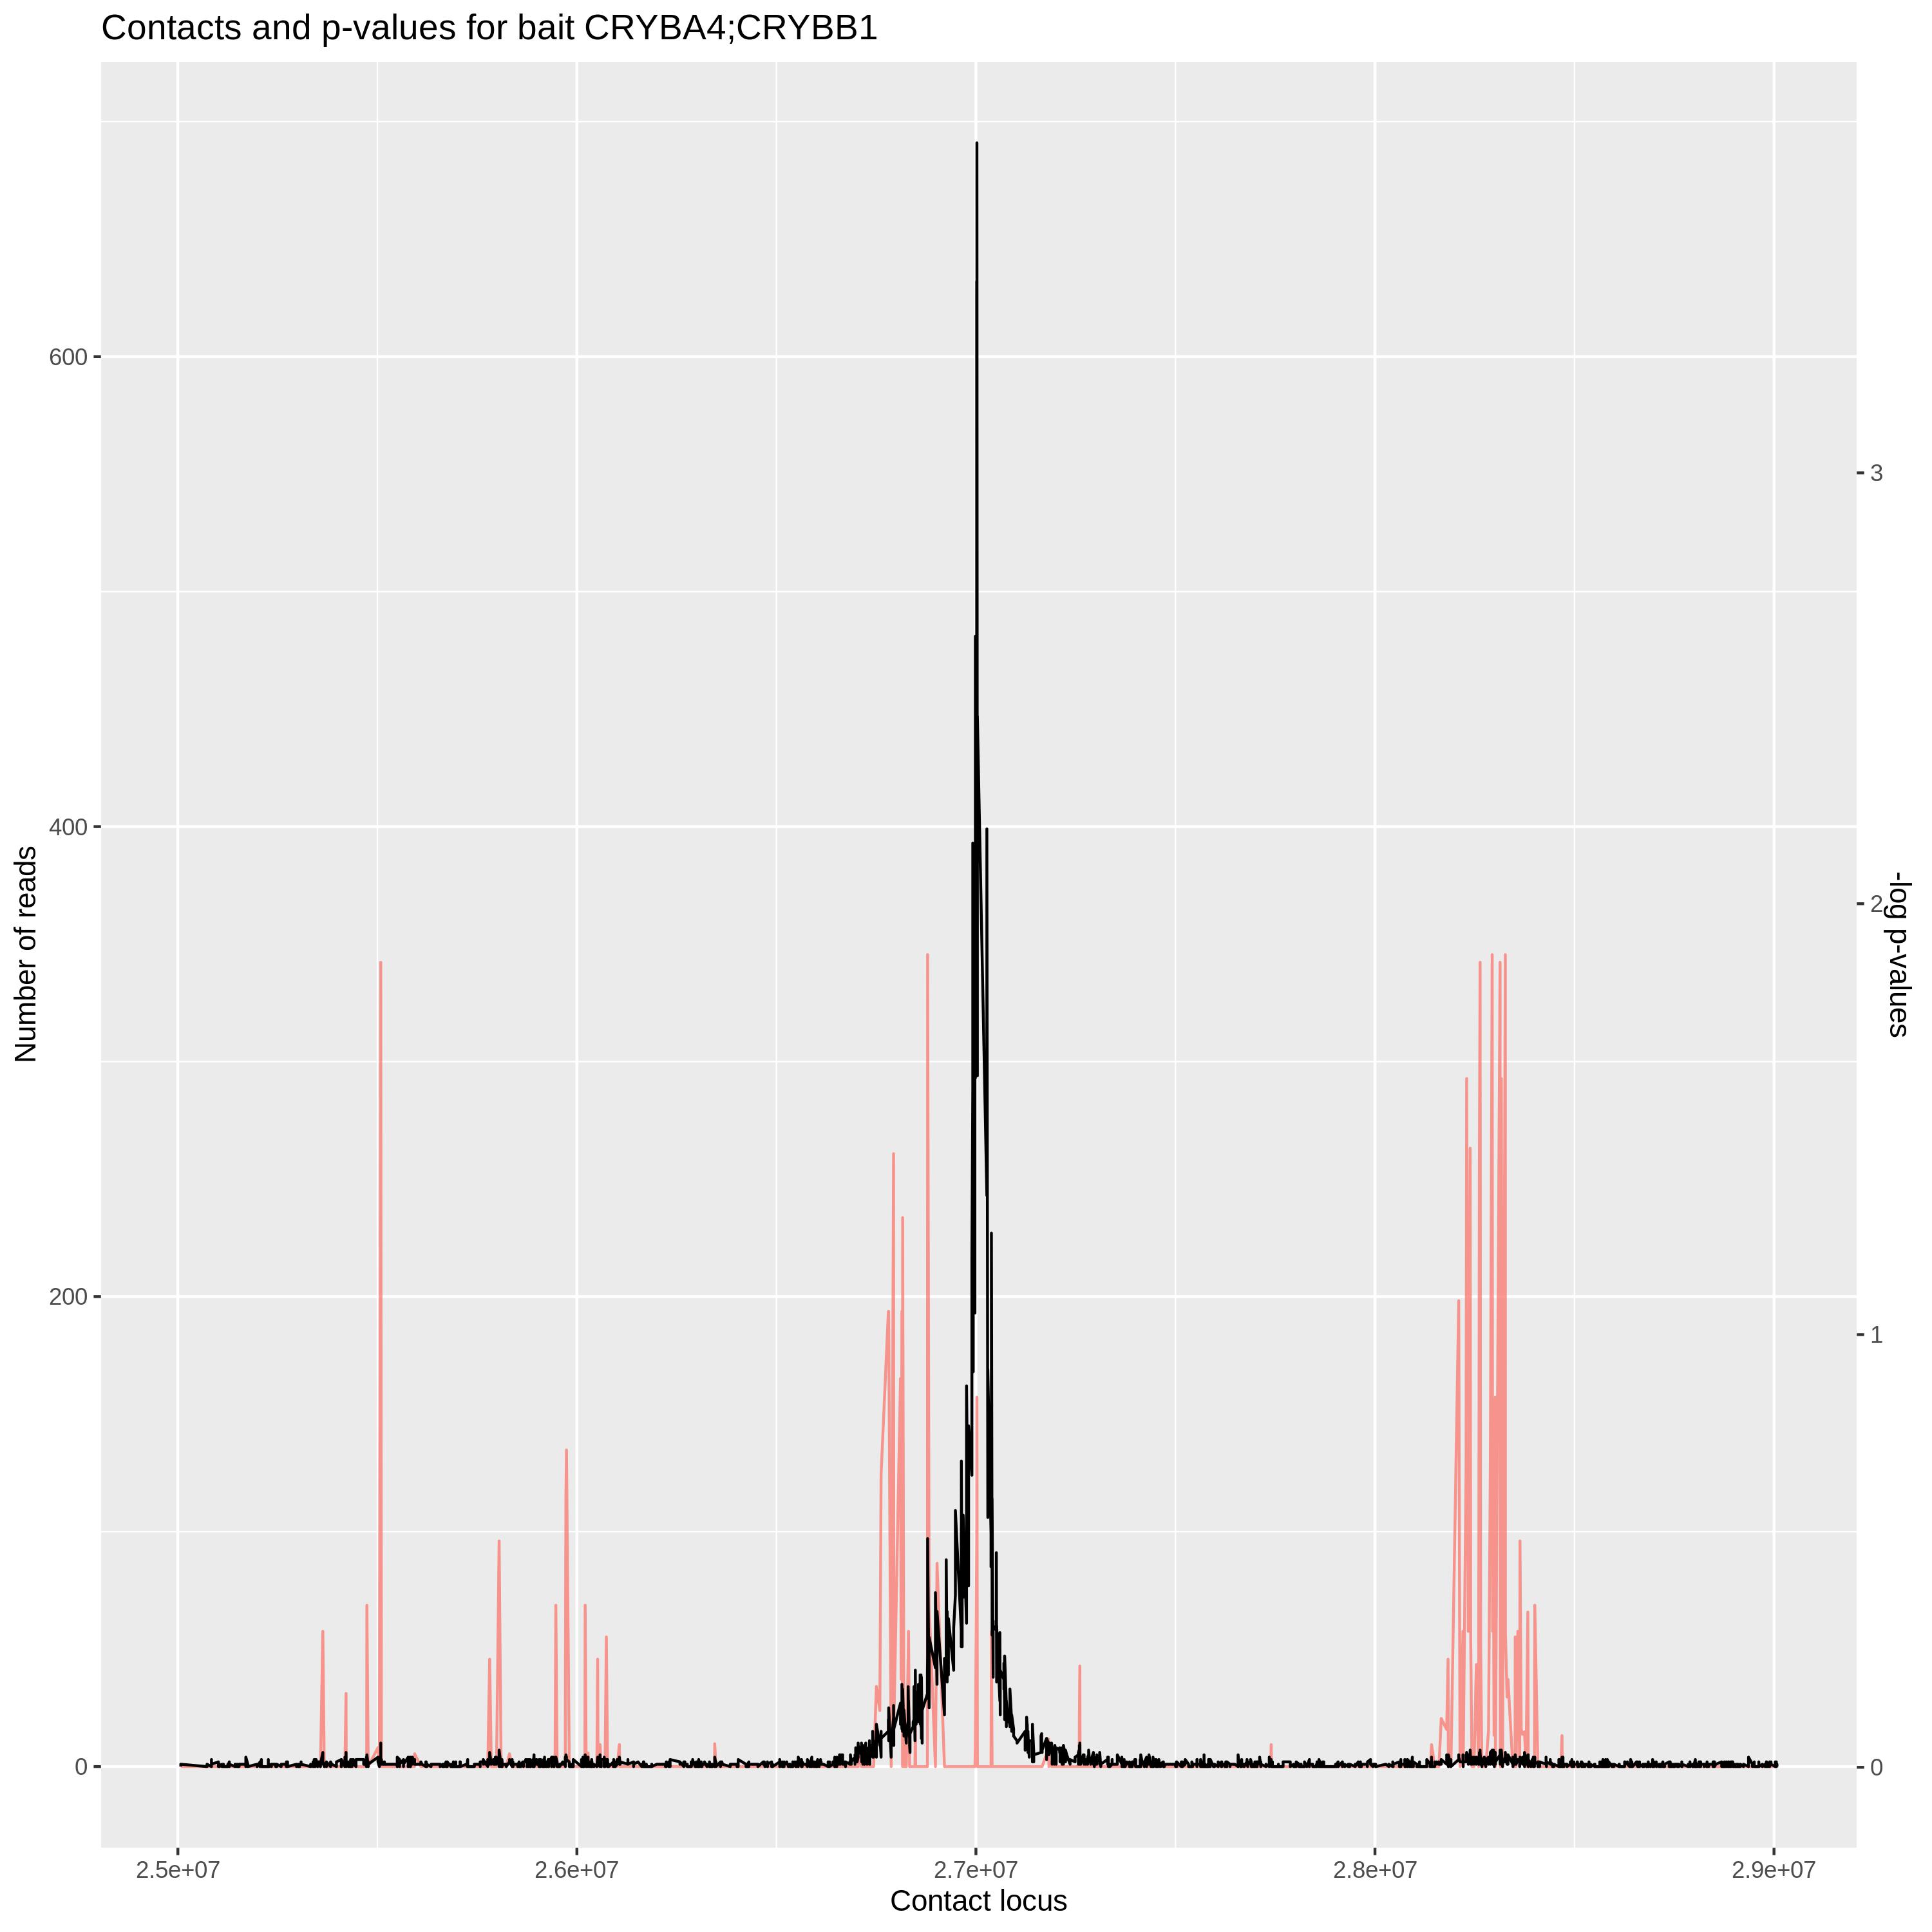 Contacts and p-values for bait CRYBA4;CRYBB1
600
400
200
0
Number of reads
3
2
1
0
-log p-values
2.5e+07
2.6e+07
2.7e+07
2.8e+07
2.9e+07
Contact locus